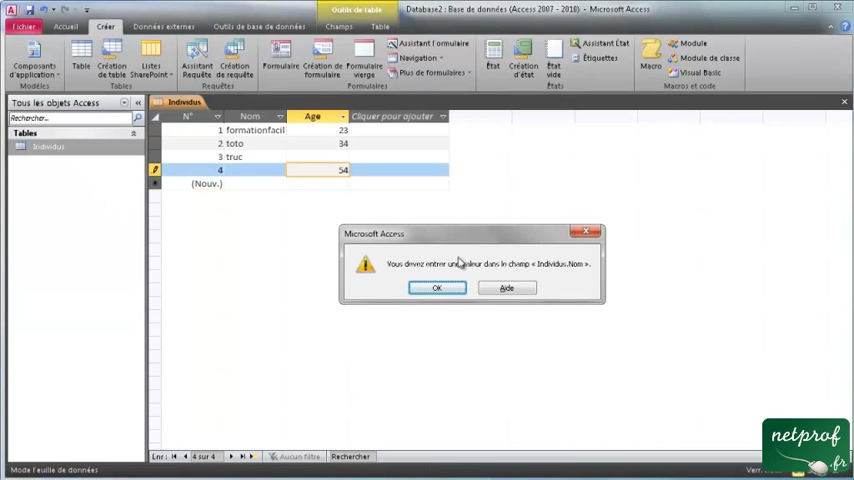 Outils de table
Database2 : Base de données (Access 2007 - 2010) - Microsoft Access
Fichier Accueil Créer Données externes Outils de base de données Champs Table
Composants d'application
Table
Création de table
Listes SharePoint
Assistant Requête
Création de requête
Formulaire
Création de formulaire
Formulaire vierge
Assistant Formulaire
Navigation
Plus de formulaires
État
Création d'état
État vide
Assistant État
Étiquettes
Macro
Module
Module de classe
Visual Basic
Modèles Tables Requêtes Formulaires États Macros et code
Tous les objets Access
Rechercher...
Tables
Individus
Individus
N° Nom Age Cliquer pour ajouter
1 formationfacil 23
2 toto 34
3 truc
4 54
(Nouv.)
Microsoft Access
Vous devez entrer une valeur dans le champ « Individus.Nom ».
OK Aide
Enr : 4 sur 4 Aucun filtre Rechercher
Mode Feuille de données
Verr.
netprof
.fr